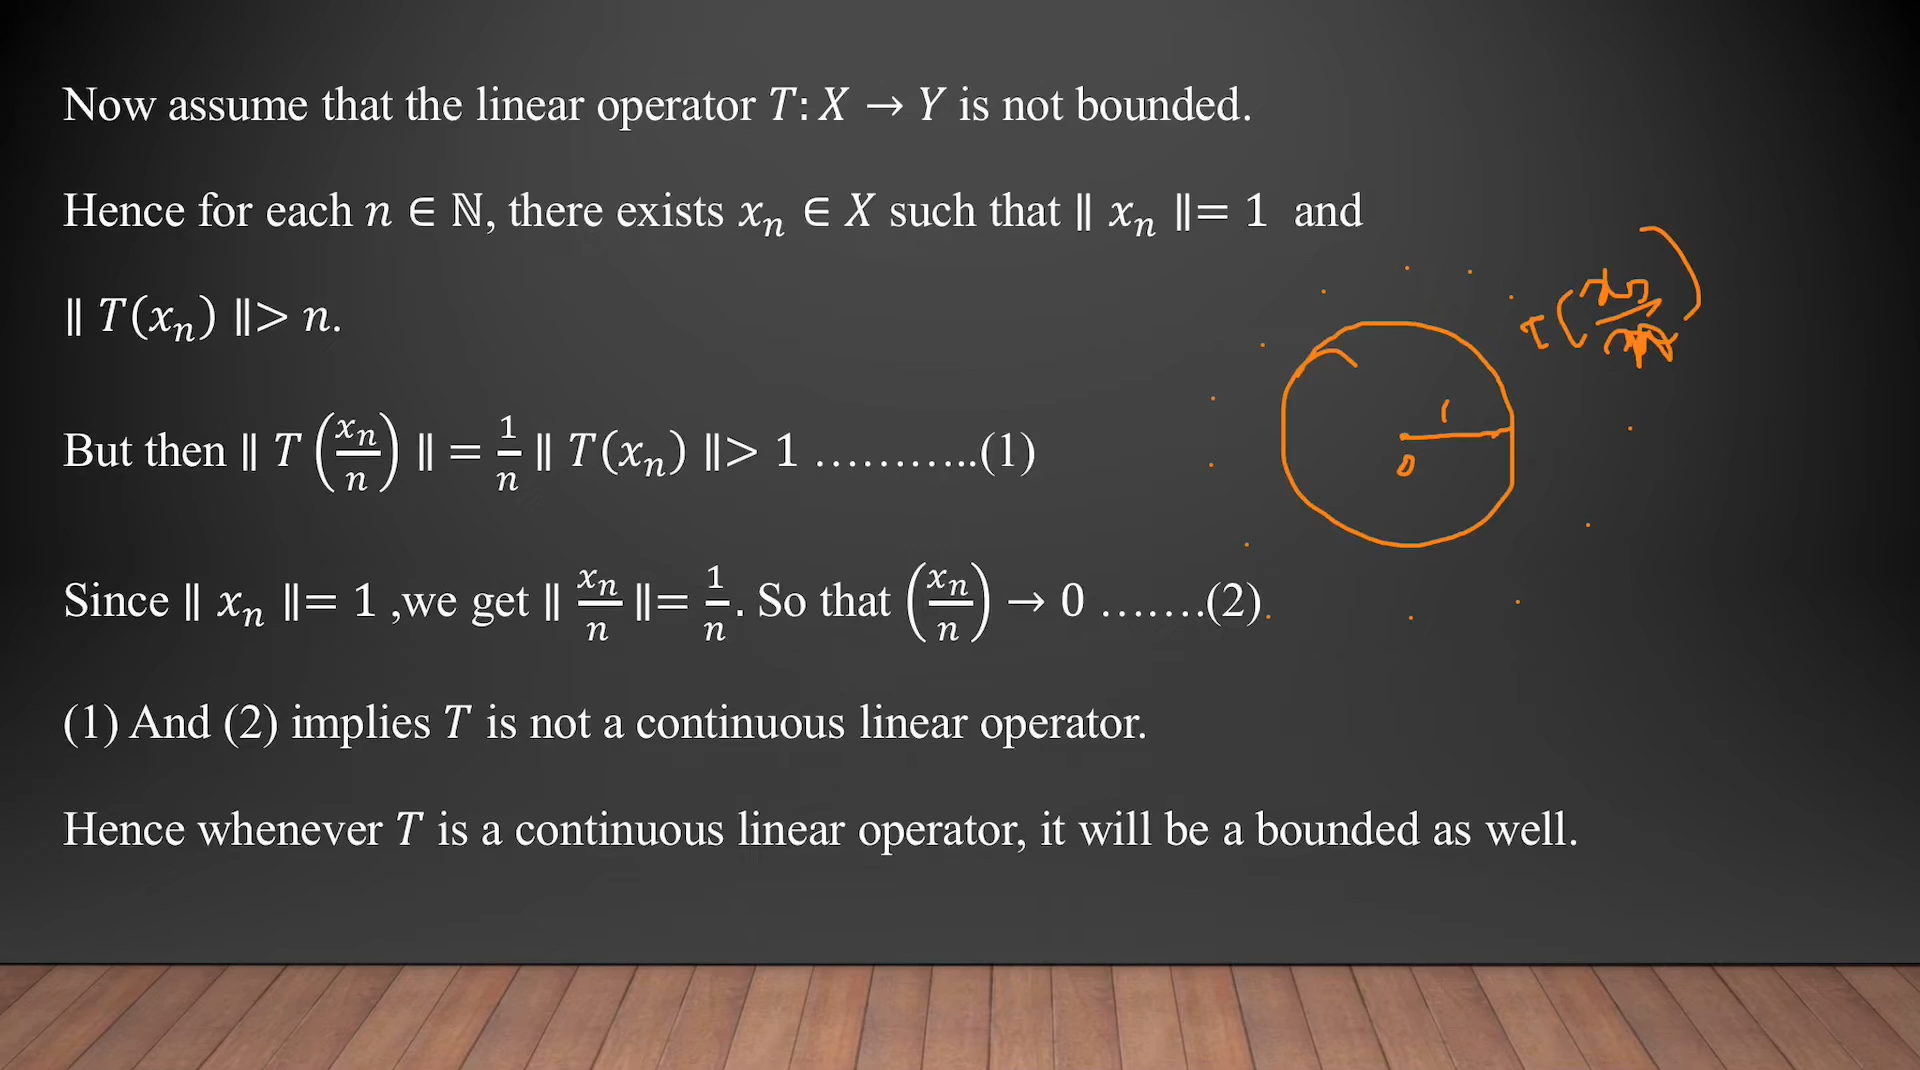 Now assume that the linear operator T: X → Y is not bounded.
Hence for each n ∈ ℕ, there exists xₙ ∈ X such that ‖ xₙ ‖= 1 and
‖ T(xₙ) ‖> n.
But then ‖ T(xₙ/n) ‖ = 1/n ‖ T(xₙ) ‖> 1 ………..(1)
Since ‖ xₙ ‖= 1 ,we get ‖ xₙ/n ‖= 1/n. So that (xₙ/n) → 0 …….(2)
(1) And (2) implies T is not a continuous linear operator.
Hence whenever T is a continuous linear operator, it will be a bounded as well.
1
0